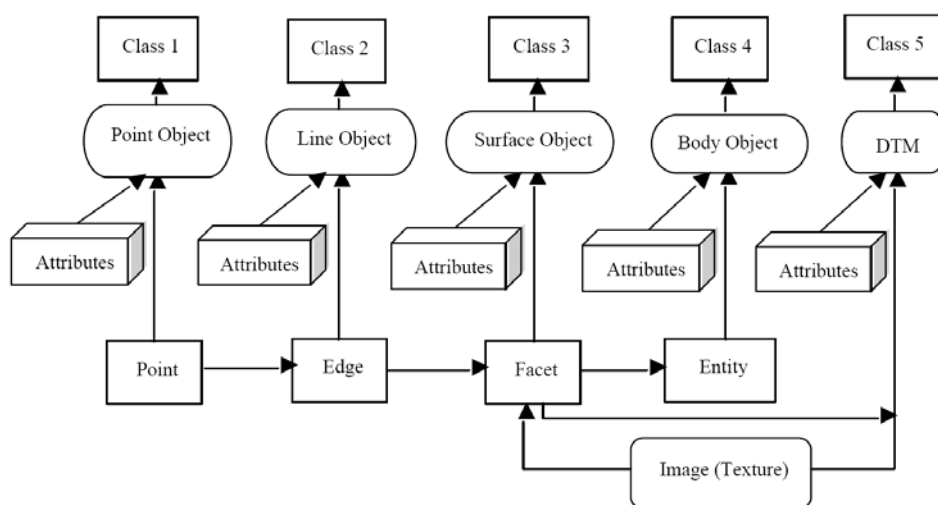 Class 1
Class 2
Class 3
Class 4
Class 5
Point Object
Line Object
Surface Object
Body Object
DTM
Attributes
Attributes
Attributes
Attributes
Attributes
Point
Edge
Facet
Entity
Image (Texture)